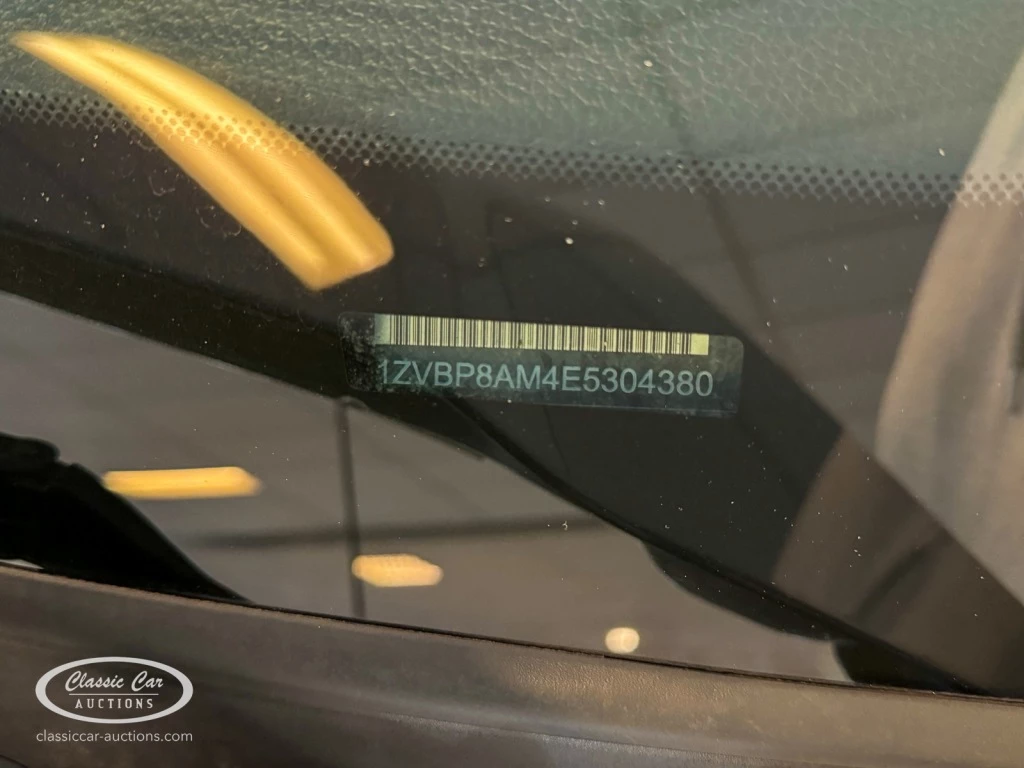 1ZVBP8AM4E5304380
Classic Car
AUCTIONS
classiccar-auctions.com